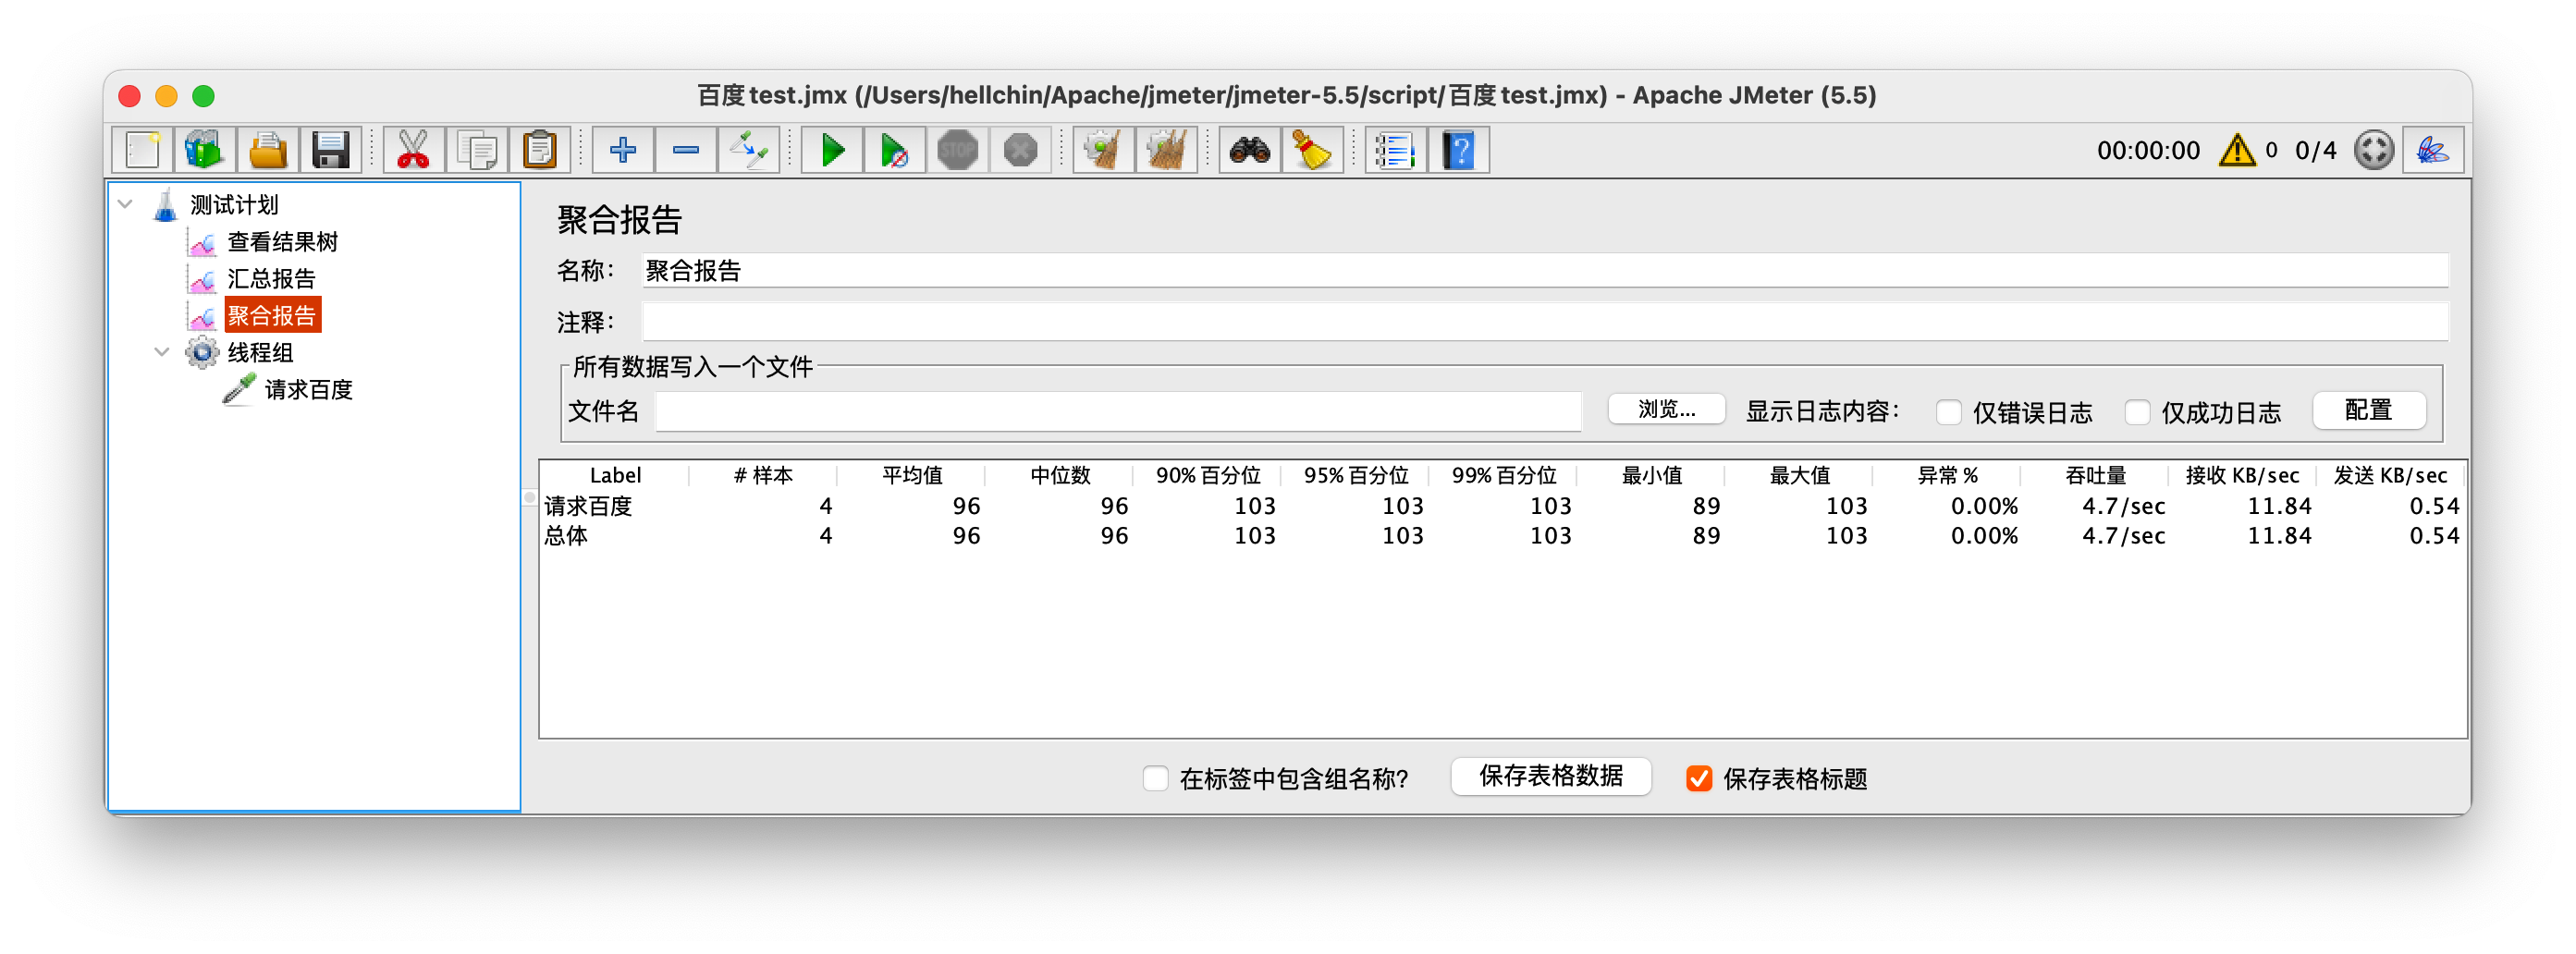 百度test.jmx (/Users/hellchin/Apache/jmeter/jmeter-5.5/script/百度test.jmx) - Apache JMeter (5.5)
STOP ? 00:00:00 0 0/4
测试计划
查看结果树
汇总报告
聚合报告
线程组
请求百度
聚合报告
名称： 聚合报告
注释：
所有数据写入一个文件
文件名 浏览... 显示日志内容： 仅错误日志 仅成功日志 配置
Label # 样本 平均值 中位数 90% 百分位 95% 百分位 99% 百分位 最小值 最大值 异常 % 吞吐量 接收 KB/sec 发送 KB/sec
请求百度 4 96 96 103 103 103 89 103 0.00% 4.7/sec 11.84 0.54
总体 4 96 96 103 103 103 89 103 0.00% 4.7/sec 11.84 0.54
在标签中包含组名称? 保存表格数据 保存表格标题